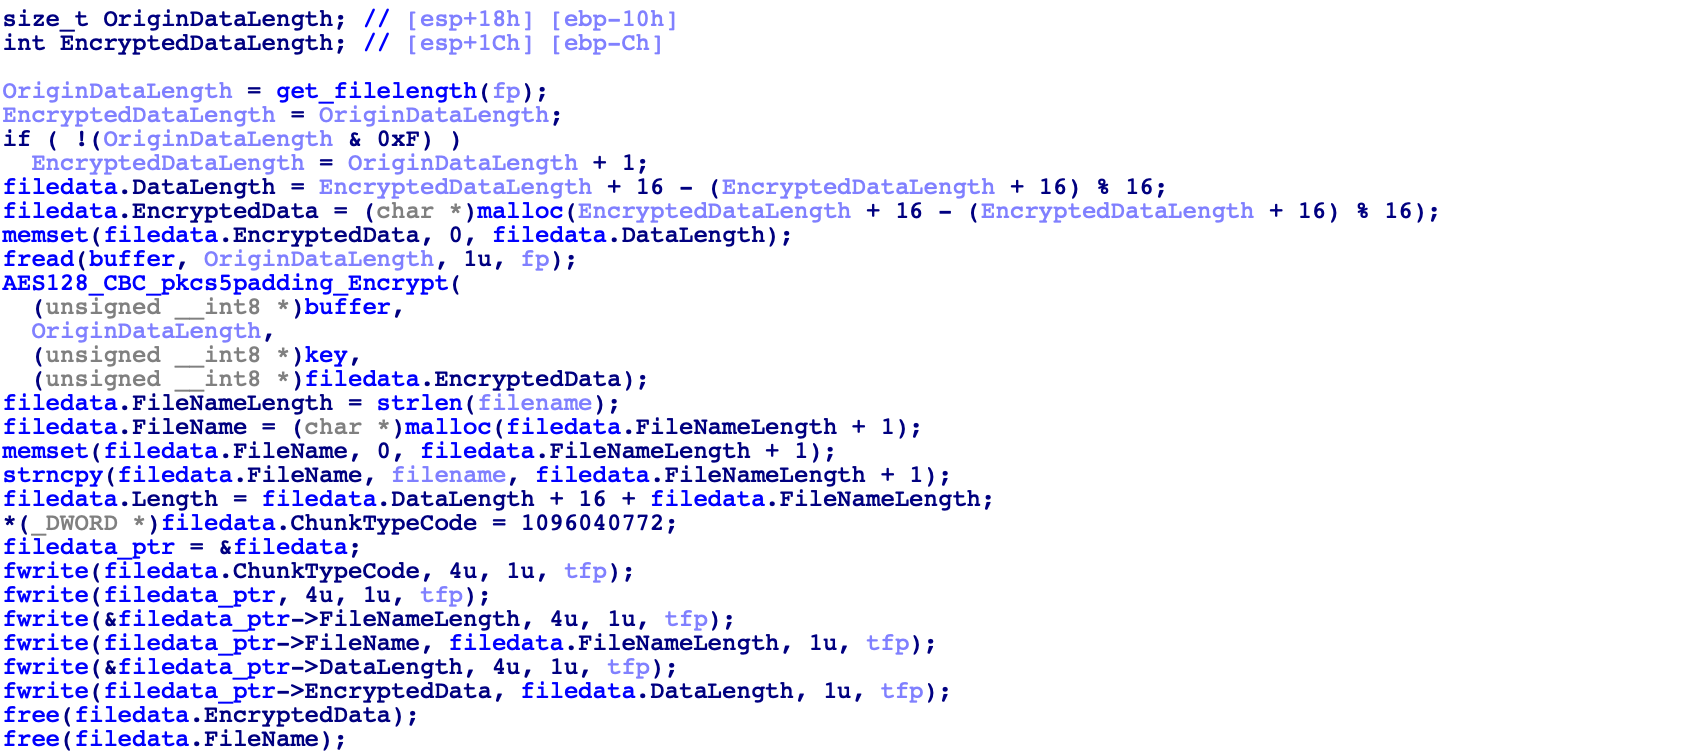 size_t OriginDataLength; // [esp+18h] [ebp-10h]
int EncryptedDataLength; // [esp+1Ch] [ebp-Ch]
OriginDataLength = get_filelength(fp);
EncryptedDataLength = OriginDataLength;
if ( !(OriginDataLength & 0xF) )
  EncryptedDataLength = OriginDataLength + 1;
filedata.DataLength = EncryptedDataLength + 16 - (EncryptedDataLength + 16) % 16;
filedata.EncryptedData = (char *)malloc(EncryptedDataLength + 16 - (EncryptedDataLength + 16) % 16);
memset(filedata.EncryptedData, 0, filedata.DataLength);
fread(buffer, OriginDataLength, 1u, fp);
AES128_CBC_pkcs5padding_Encrypt(
  (unsigned __int8 *)buffer,
  OriginDataLength,
  (unsigned __int8 *)key,
  (unsigned __int8 *)filedata.EncryptedData);
filedata.FileNameLength = strlen(filename);
filedata.FileName = (char *)malloc(filedata.FileNameLength + 1);
memset(filedata.FileName, 0, filedata.FileNameLength + 1);
strncpy(filedata.FileName, filename, filedata.FileNameLength + 1);
filedata.Length = filedata.DataLength + 16 + filedata.FileNameLength;
*(_DWORD *)filedata.ChunkTypeCode = 1096040772;
filedata_ptr = &filedata;
fwrite(filedata.ChunkTypeCode, 4u, 1u, tfp);
fwrite(filedata_ptr, 4u, 1u, tfp);
fwrite(&filedata_ptr->FileNameLength, 4u, 1u, tfp);
fwrite(filedata_ptr->FileName, filedata.FileNameLength, 1u, tfp);
fwrite(&filedata_ptr->DataLength, 4u, 1u, tfp);
fwrite(filedata_ptr->EncryptedData, filedata.DataLength, 1u, tfp);
free(filedata.EncryptedData);
free(filedata.FileName);